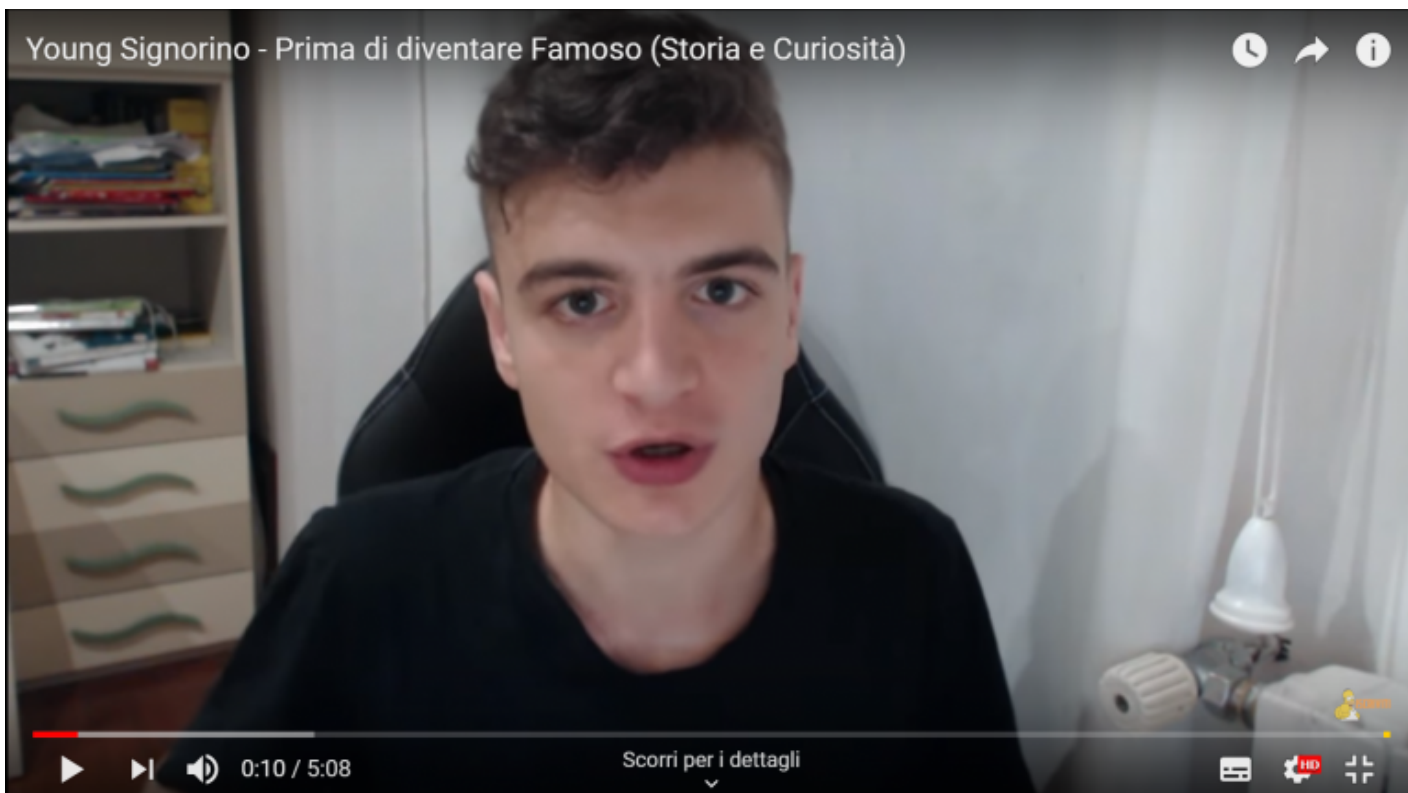 Young Signorino - Prima di diventare Famoso (Storia e Curiosità)
0:10 / 5:08
Scorri per i dettagli
HD